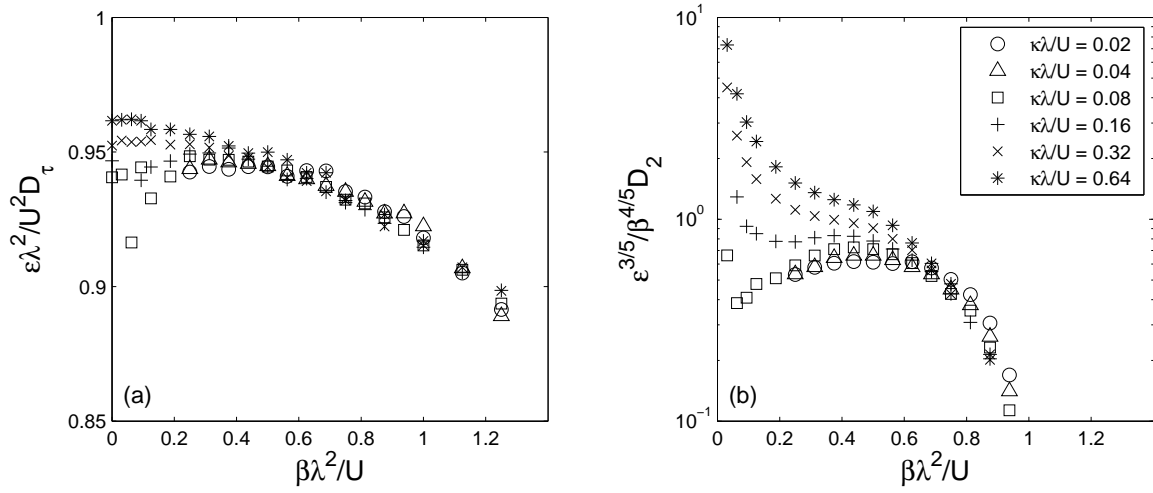 1
0.95
0.9
0.85
ελ²/U²D_τ
(a)
0 0.2 0.4 0.6 0.8 1 1.2
βλ²/U
10¹
10⁰
10⁻¹
ε^{3/5}/β^{4/5}D₂
(b)
κλ/U = 0.02
κλ/U = 0.04
κλ/U = 0.08
κλ/U = 0.16
κλ/U = 0.32
κλ/U = 0.64
0 0.2 0.4 0.6 0.8 1 1.2
βλ²/U